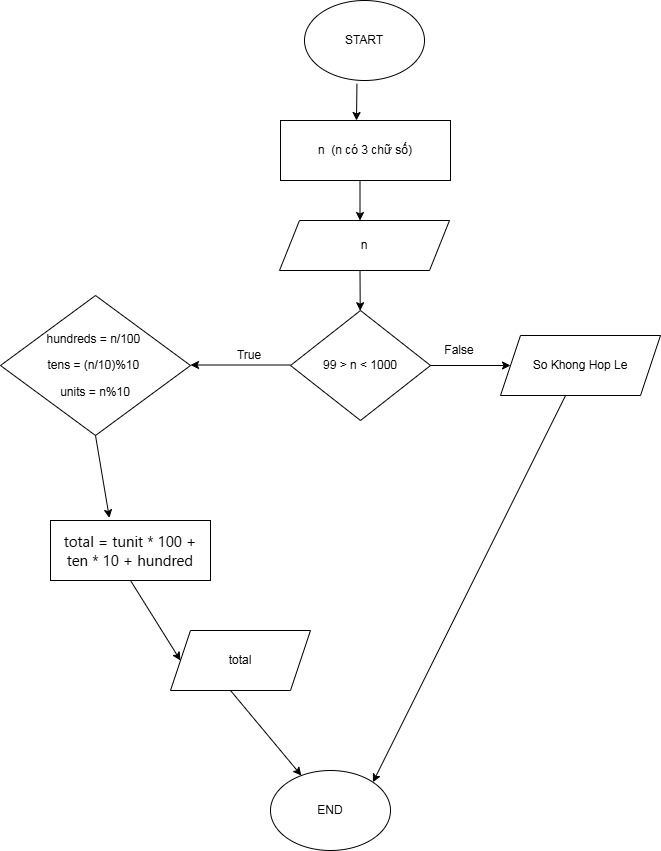 START
n (n có 3 chữ số)
n
hundreds = n/100
tens = (n/10)%10
units = n%10
True
99 > n < 1000
False
So Khong Hop Le
total = tunit * 100 +
ten * 10 + hundred
total
END